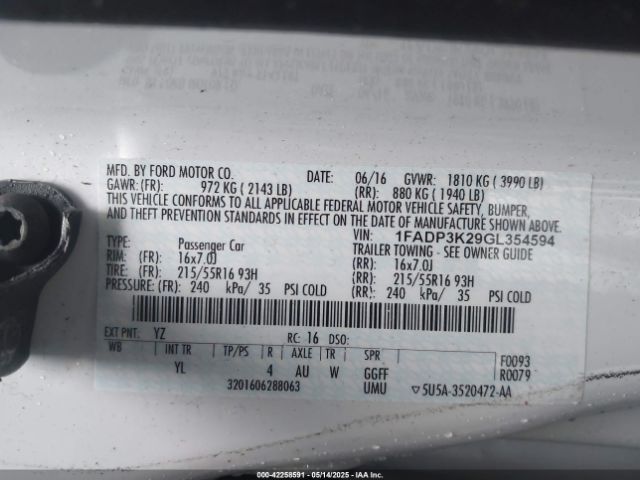 MFD. BY FORD MOTOR CO.
DATE: 06/16 GVWR: 1810 KG ( 3990 LB)
GAWR: (FR): 972 KG ( 2143 LB) (RR): 880 KG ( 1940 LB)
THIS VEHICLE CONFORMS TO ALL APPLICABLE FEDERAL MOTOR VEHICLE SAFETY, BUMPER,
AND THEFT PREVENTION STANDARDS IN EFFECT ON THE DATE OF MANUFACTURE SHOWN ABOVE.
VIN: 1FADP3K29GL354594
TYPE: Passenger Car TRAILER TOWING - SEE OWNER GUIDE
RIM: (FR): 16x7.0J (RR): 16x7.0J
TIRE: (FR): 215/55R16 93H (RR): 215/55R16 93H
PRESSURE: (FR): 240 kPa/ 35 PSI COLD (RR): 240 kPa/ 35 PSI COLD
EXT PNT: YZ RC: 16 DSO:
WB INT TR TP/PS R AXLE TR SPR F0093
YL 4 AU W GGFF R0079
3201606288063 UMU ▽5U5A-3520472-AA
000-42258591 - 05/14/2025 - IAAI.COM